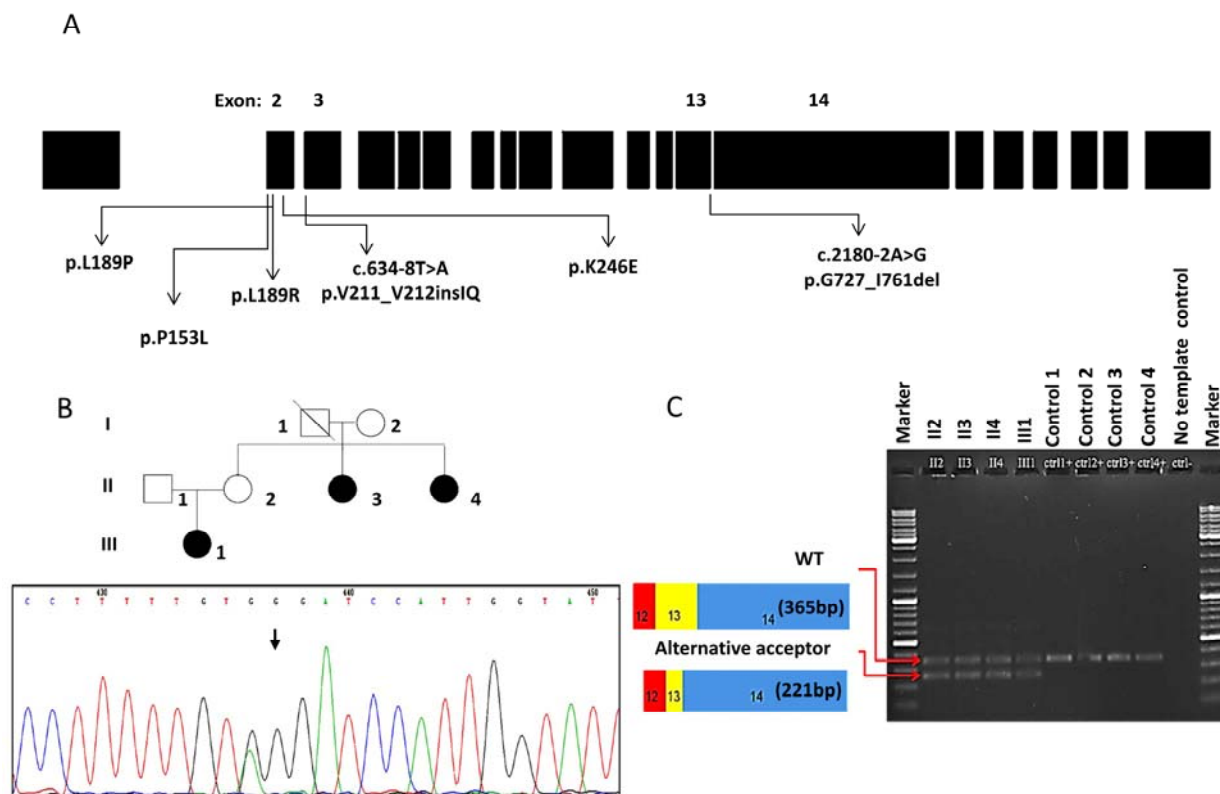 A
Exon: 2 3 13 14
p.L189P
p.P153L
p.L189R
c.634-8T>A
p.V211_V212insIQ
p.K246E
c.2180-2A>G
p.G727_I761del
B
I
1 2
II
1 2 3 4
III
1
430 440 450
C C T T T T T G T G G G A T C C A T T G G T A T
C
Marker
II2
II3
II4
III1
Control 1
Control 2
Control 3
Control 4
No template control
Marker
II2 II3 II4 III1 ctrl1+ ctrl2+ ctrl3+ ctrl4+ ctrl-
WT
12 13 14 (365bp)
Alternative acceptor
12 13 14 (221bp)